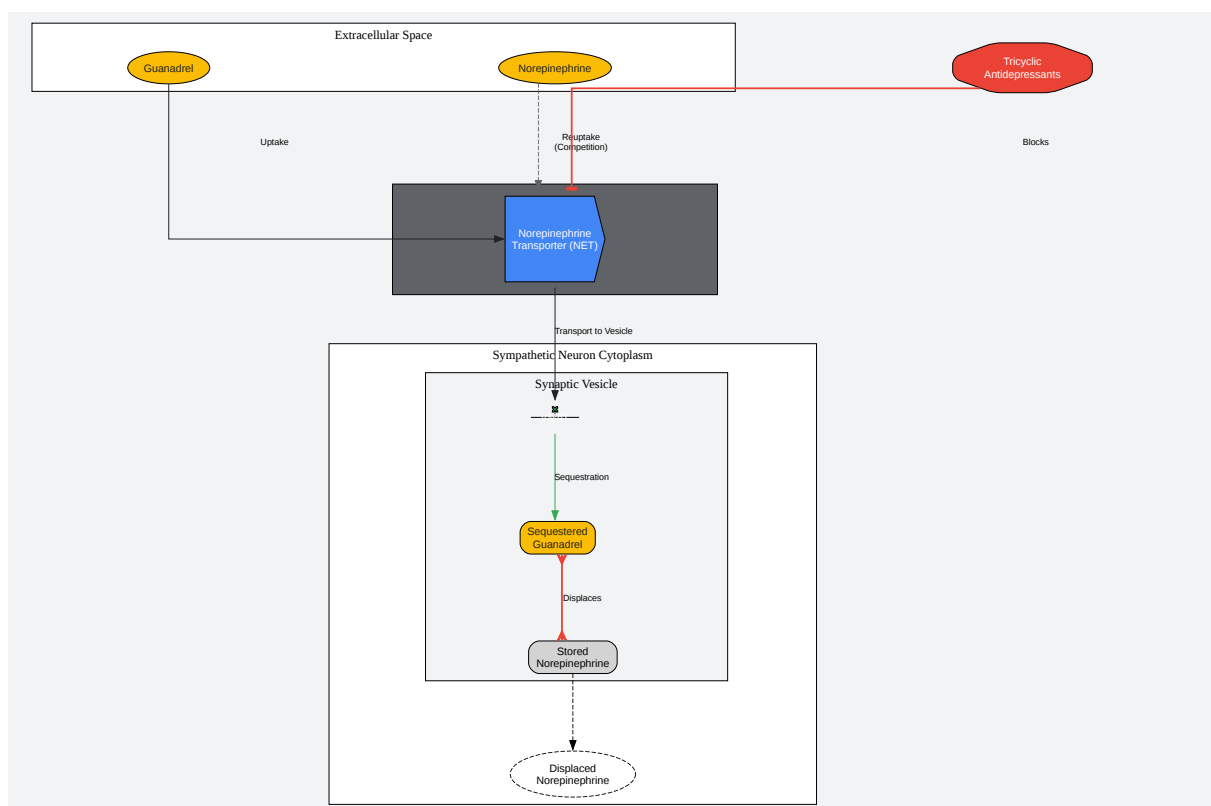 Extracellular Space
Guanadrel
Norepinephrine
Tricyclic
Antidepressants
Uptake
Reuptake
(Competition)
Blocks
Norepinephrine
Transporter (NET)
Transport to Vesicle
Sympathetic Neuron Cytoplasm
Synaptic Vesicle
Sequestration
Sequestered
Guanadrel
Displaces
Stored
Norepinephrine
Displaced
Norepinephrine